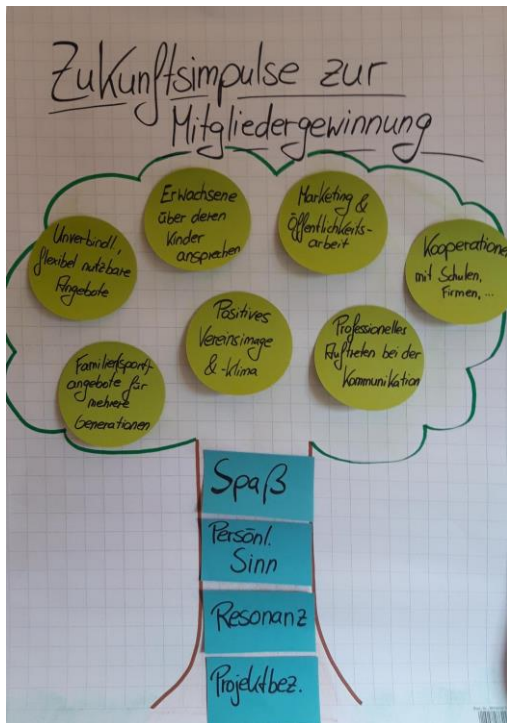 Zukunftsimpulse zur
Mitgliedergewinnung
Erwachsene
über deren
Kinder
ansprechen
Marketing &
Öffentlichkeits-
arbeit
Unverbindl.,
flexibel nutzbare
Angebote
Kooperationen
mit Schulen,
Firmen, ...
Positives
Vereinsimage
& -klima
Professionelles
Auftreten bei der
Kommunikation
Familiensport-
angebote für
mehrere
Generationen
Spaß
Persönl.
Sinn
Resonanz
Projektbez.